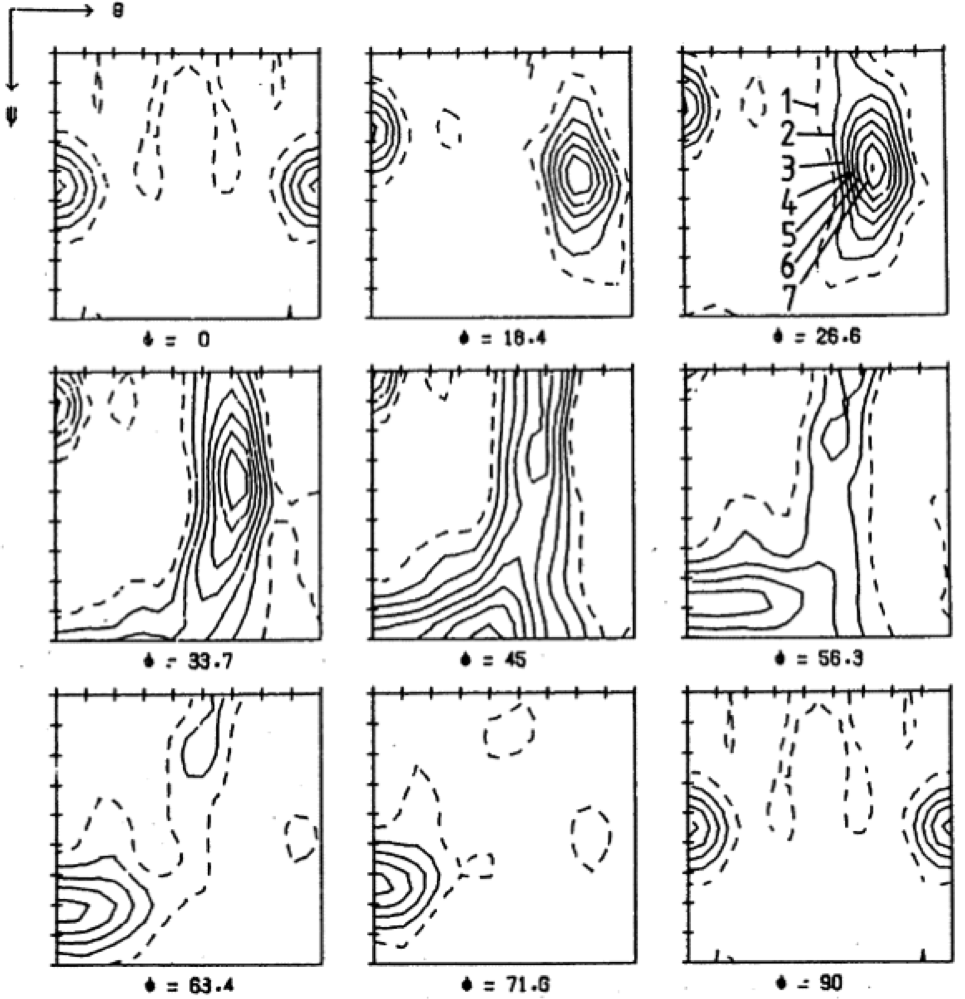 θ
ψ
ϕ = 0
ϕ = 18.4
1
2
3
4
5
6
7
ϕ = 26.6
ϕ = 33.7
ϕ = 45
ϕ = 56.3
ϕ = 63.4
ϕ = 71.6
ϕ = 90